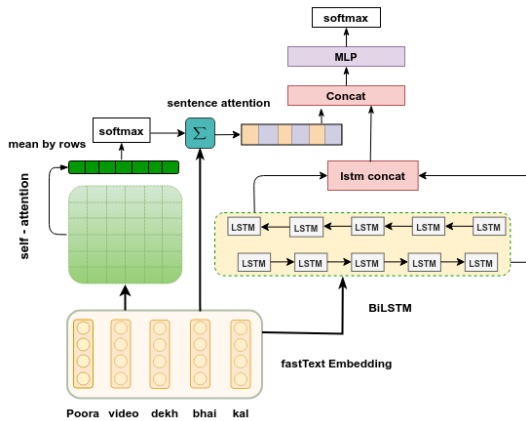 softmax
MLP
Concat
sentence attention
softmax
Σ
mean by rows
lstm concat
self - attention
LSTM LSTM LSTM LSTM LSTM
LSTM LSTM LSTM LSTM LSTM
BiLSTM
fastText Embedding
Poora video dekh bhai kal